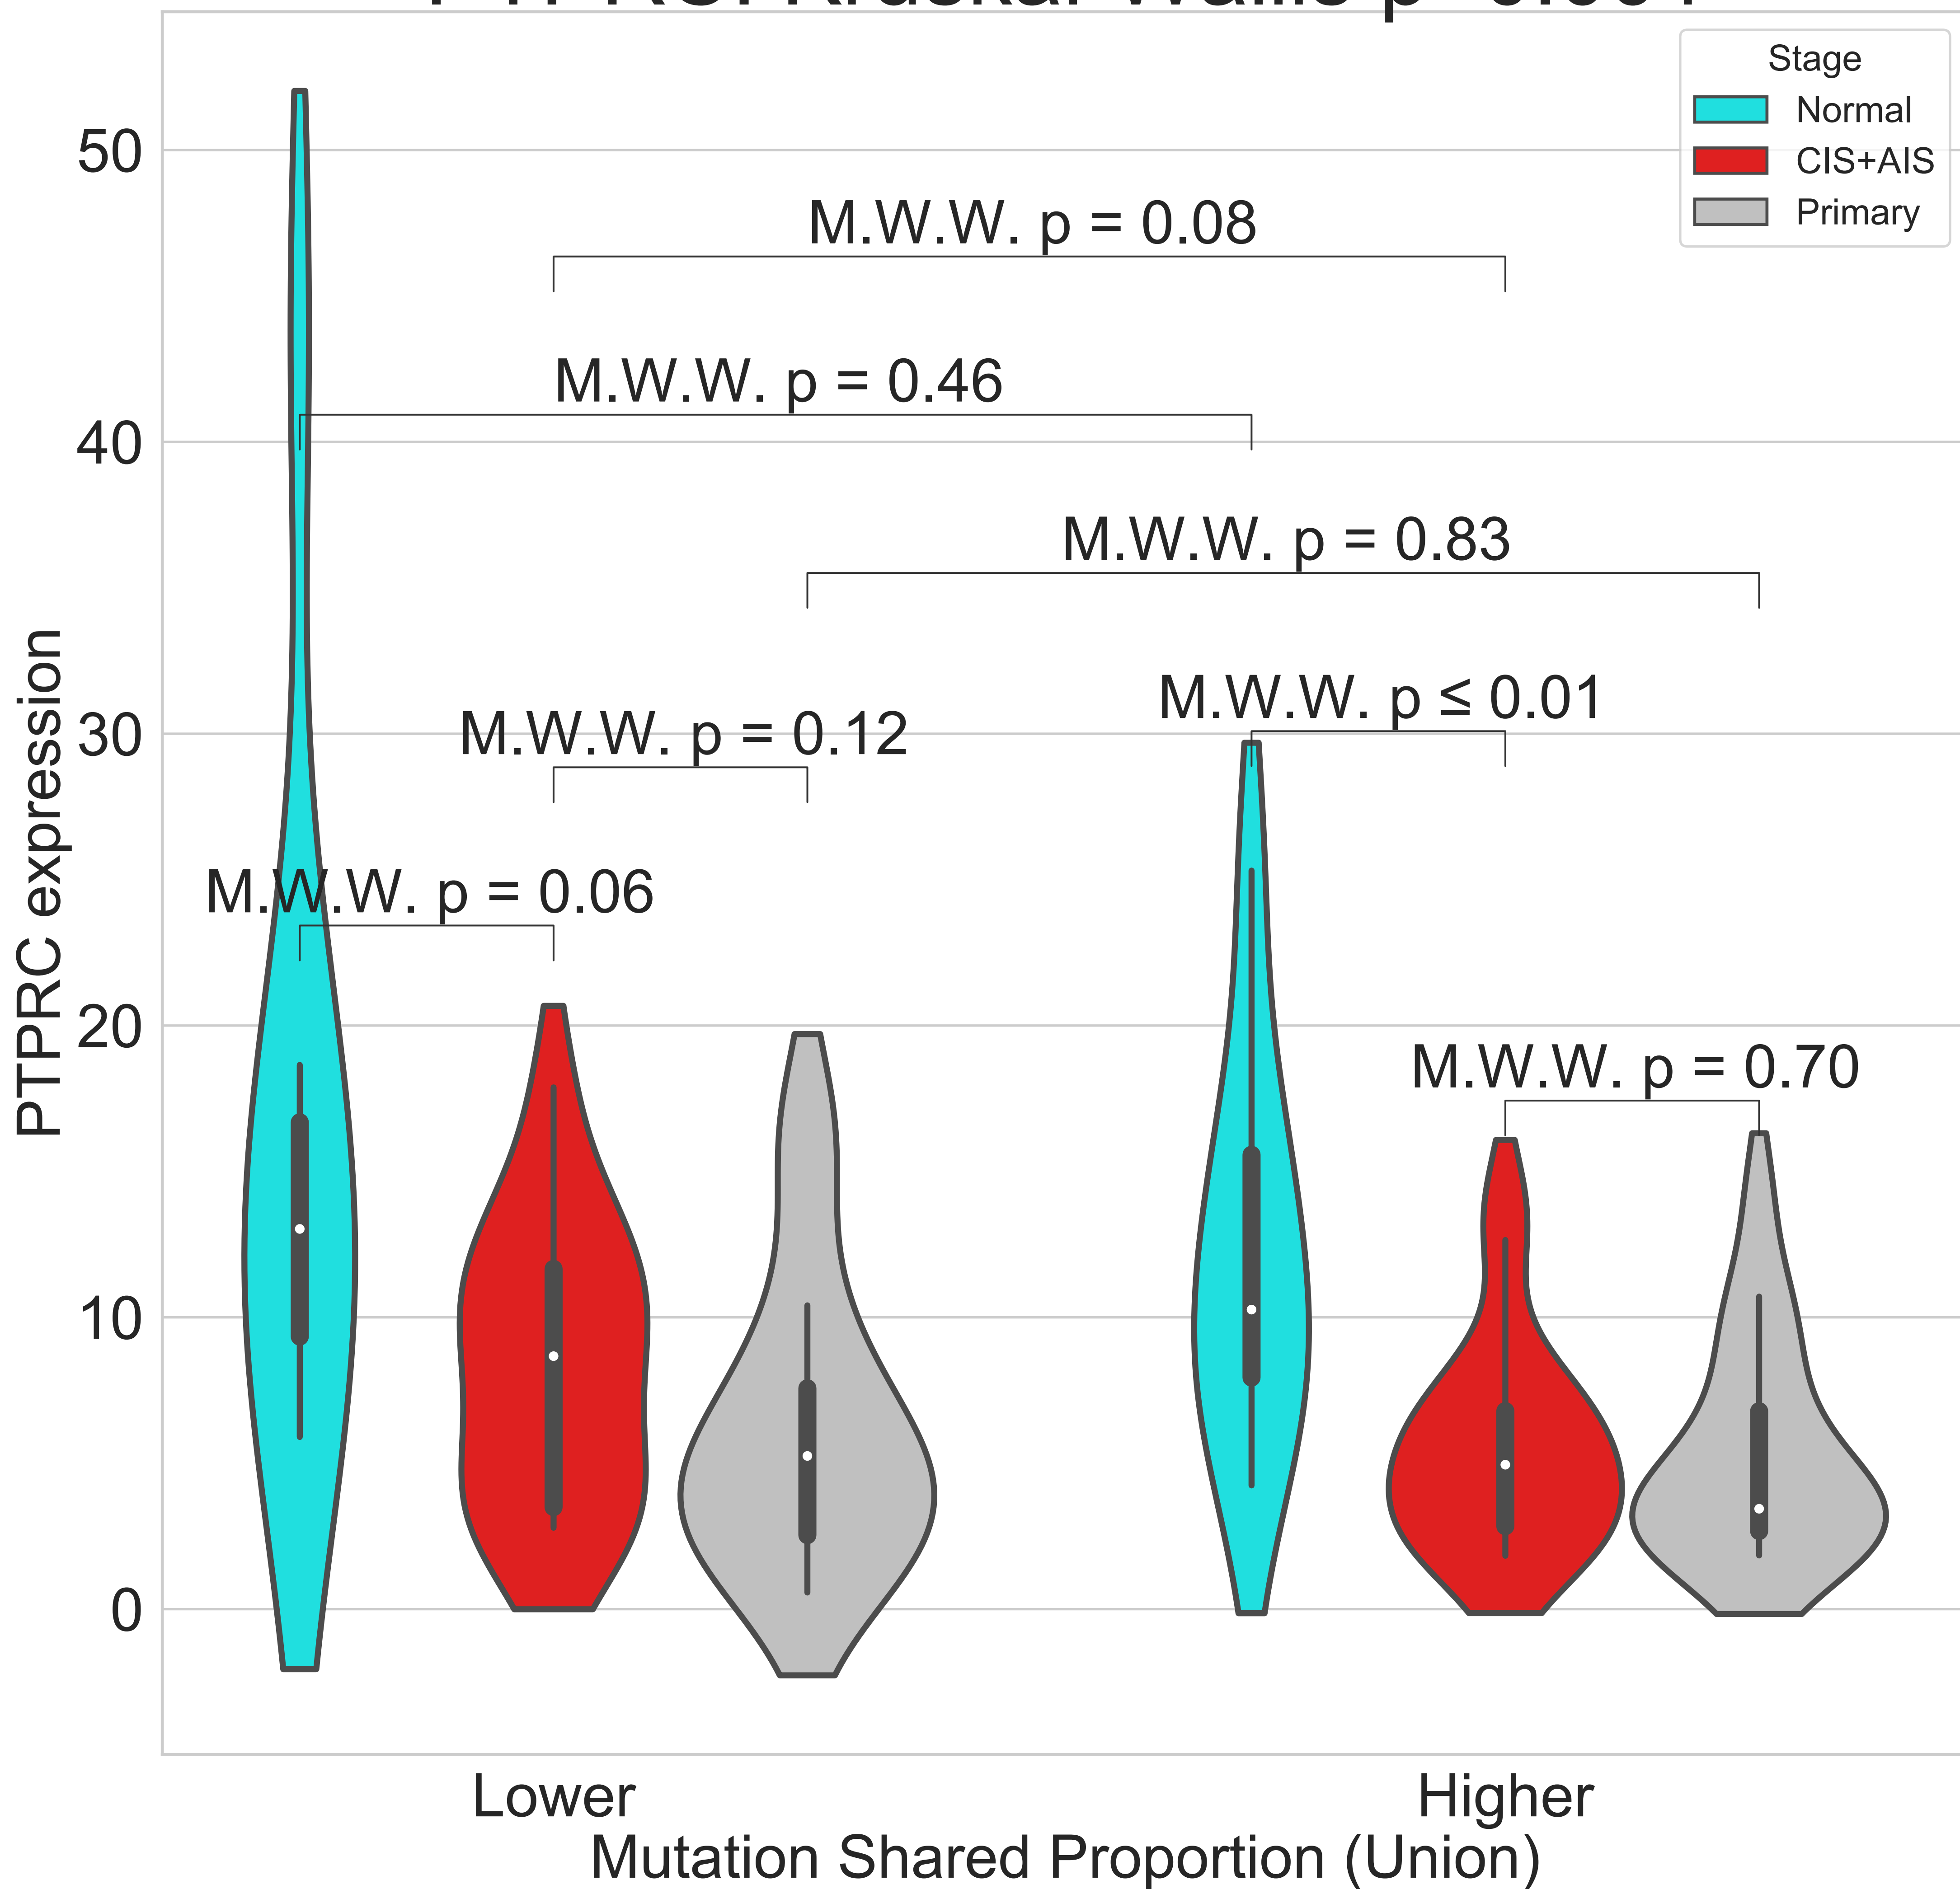 Stage
Normal
CIS+AIS
Primary
50
40
30
20
10
0
PTPRC expression
M.W.W. p = 0.08
M.W.W. p = 0.46
M.W.W. p = 0.83
M.W.W. p ≤ 0.01
M.W.W. p = 0.12
M.W.W. p = 0.06
M.W.W. p = 0.70
Lower
Higher
Mutation Shared Proportion (Union)